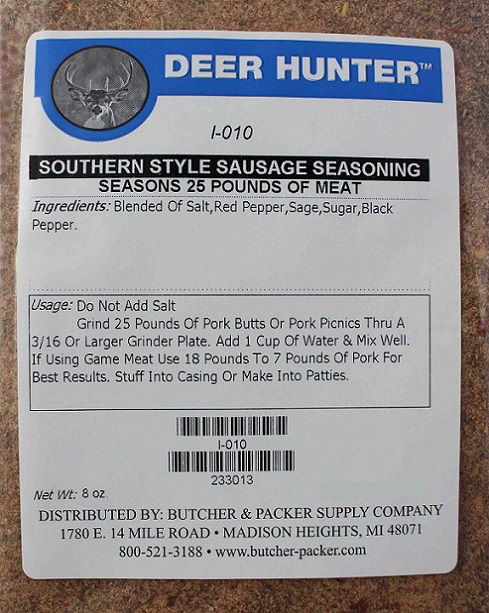 DEER HUNTER™
I-010
SOUTHERN STYLE SAUSAGE SEASONING
SEASONS 25 POUNDS OF MEAT
Ingredients: Blended Of Salt,Red Pepper,Sage,Sugar,Black
Pepper.
Usage: Do Not Add Salt
Grind 25 Pounds Of Pork Butts Or Pork Picnics Thru A
3/16 Or Larger Grinder Plate. Add 1 Cup Of Water & Mix Well.
If Using Game Meat Use 18 Pounds To 7 Pounds Of Pork For
Best Results. Stuff Into Casing Or Make Into Patties.
I-010
233013
Net Wt: 8 oz
DISTRIBUTED BY: BUTCHER & PACKER SUPPLY COMPANY
1780 E. 14 MILE ROAD • MADISON HEIGHTS, MI 48071
800-521-3188 • www.butcher-packer.com